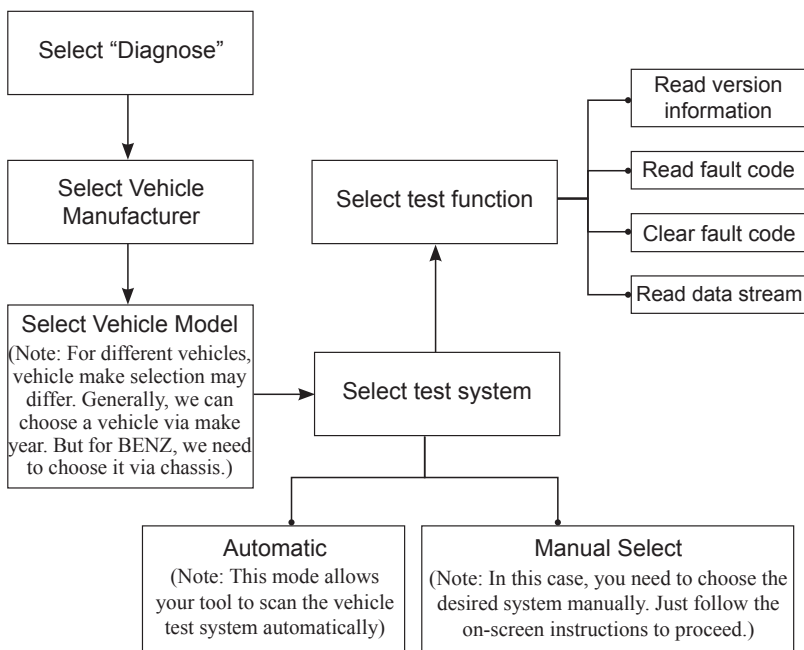 Select “Diagnose”
Select Vehicle
Manufacturer
Select Vehicle Model
(Note: For different vehicles,
vehicle make selection may
differ. Generally, we can
choose a vehicle via make
year. But for BENZ, we need
to choose it via chassis.)
Select test system
Automatic
(Note: This mode allows
your tool to scan the vehicle
test system automatically)
Manual Select
(Note: In this case, you need to choose the
desired system manually. Just follow the
on-screen instructions to proceed.)
Select test function
Read version
information
Read fault code
Clear fault code
Read data stream